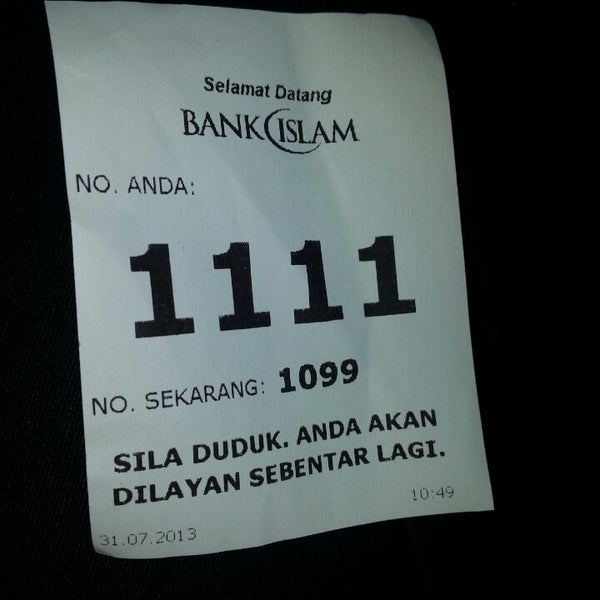 Selamat Datang
BANK ISLAM
NO. ANDA:
1111
NO. SEKARANG: 1099
SILA DUDUK. ANDA AKAN
DILAYAN SEBENTAR LAGI.
31.07.2013 10:49